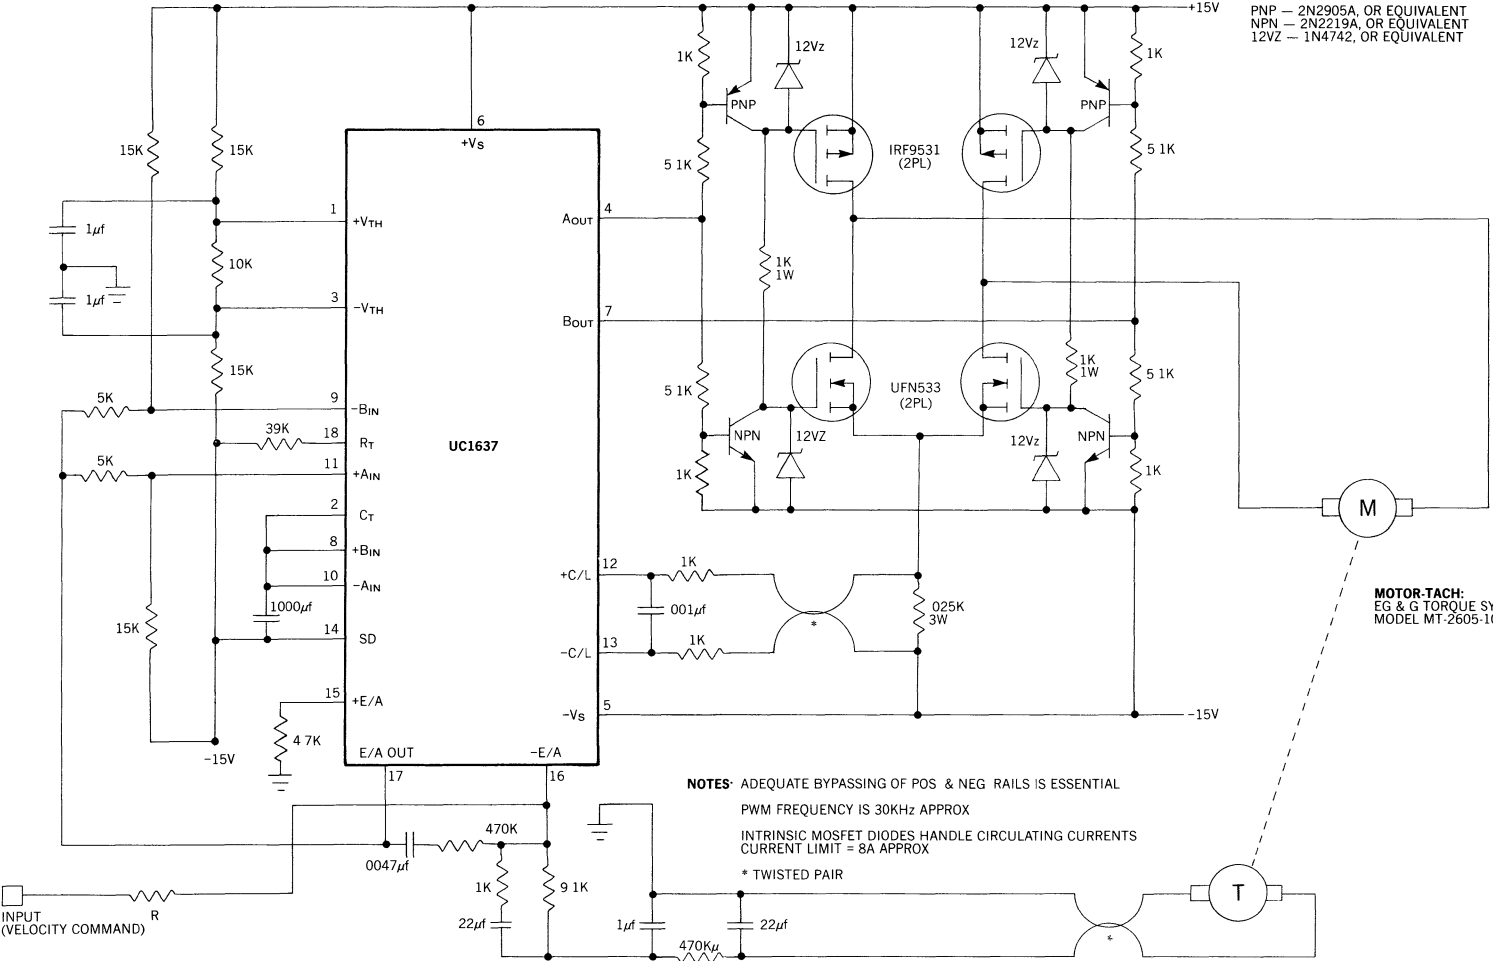 +15V
PNP — 2N2905A, OR EQUIVALENT
NPN — 2N2219A, OR EQUIVALENT
12VZ — 1N4742, OR EQUIVALENT
1K
12Vz
12Vz
1K
PNP
PNP
6
+Vs
15K
15K
5 1K
IRF9531
(2PL)
5 1K
1
+VTH
4
AOUT
1µf
10K
1K
1W
1µf
3
-VTH
7
BOUT
15K
1K
1W
5 1K
UFN533
(2PL)
5 1K
5K
9
-BIN
39K
18
RT
UC1637
NPN
12VZ
12Vz
NPN
5K
11
+AIN
1K
1K
2
CT
M
8
+BIN
10
-AIN
12
+C/L
1K
1000µf
001µf
025K
3W
MOTOR-TACH:
EG & G TORQUE SY
MODEL MT-2605-10
15K
14
SD
*
13
-C/L
1K
15
+E/A
5
-Vs
-15V
4 7K
-15V
E/A OUT
-E/A
17
16
NOTES· ADEQUATE BYPASSING OF POS & NEG RAILS IS ESSENTIAL
PWM FREQUENCY IS 30KHz APPROX
INTRINSIC MOSFET DIODES HANDLE CIRCULATING CURRENTS
CURRENT LIMIT = 8A APPROX
* TWISTED PAIR
470K
0047µf
1K
9 1K
T
INPUT
(VELOCITY COMMAND)
R
22µf
1µf
22µf
*
470Kµ